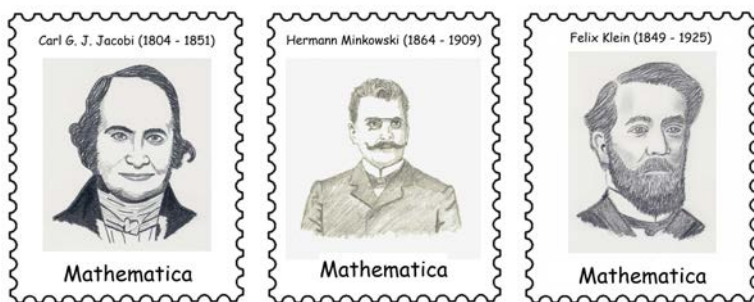 Carl G. J. Jacobi (1804 - 1851)
Mathematica
Hermann Minkowski (1864 - 1909)
Mathematica
Felix Klein (1849 - 1925)
Mathematica